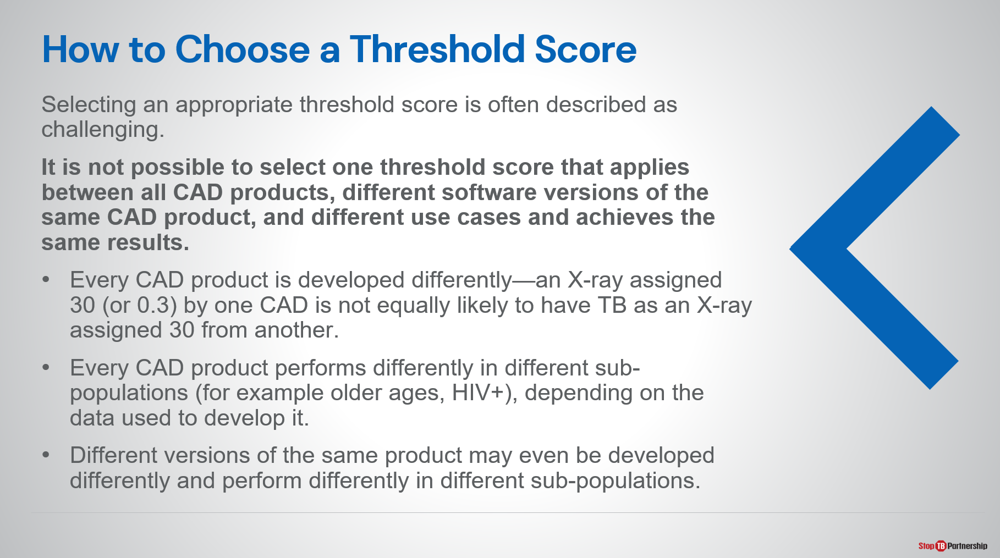 How to Choose a Threshold Score
Selecting an appropriate threshold score is often described as
challenging.
It is not possible to select one threshold score that applies
between all CAD products, different software versions of the
same CAD product, and different use cases and achieves the
same results.
• Every CAD product is developed differently—an X-ray assigned
30 (or 0.3) by one CAD is not equally likely to have TB as an X-ray
assigned 30 from another.
• Every CAD product performs differently in different sub-
populations (for example older ages, HIV+), depending on the
data used to develop it.
• Different versions of the same product may even be developed
differently and perform differently in different sub-populations.
Stop TB Partnership